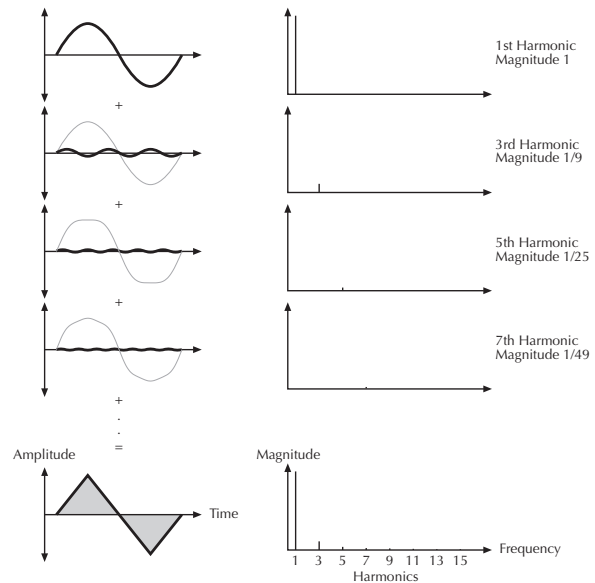 1st Harmonic
Magnitude 1
+
3rd Harmonic
Magnitude 1/9
+
5th Harmonic
Magnitude 1/25
+
7th Harmonic
Magnitude 1/49
+
.
.
=
Amplitude
Time
Magnitude
Frequency
1 3 5 7 9 11 13 15
Harmonics